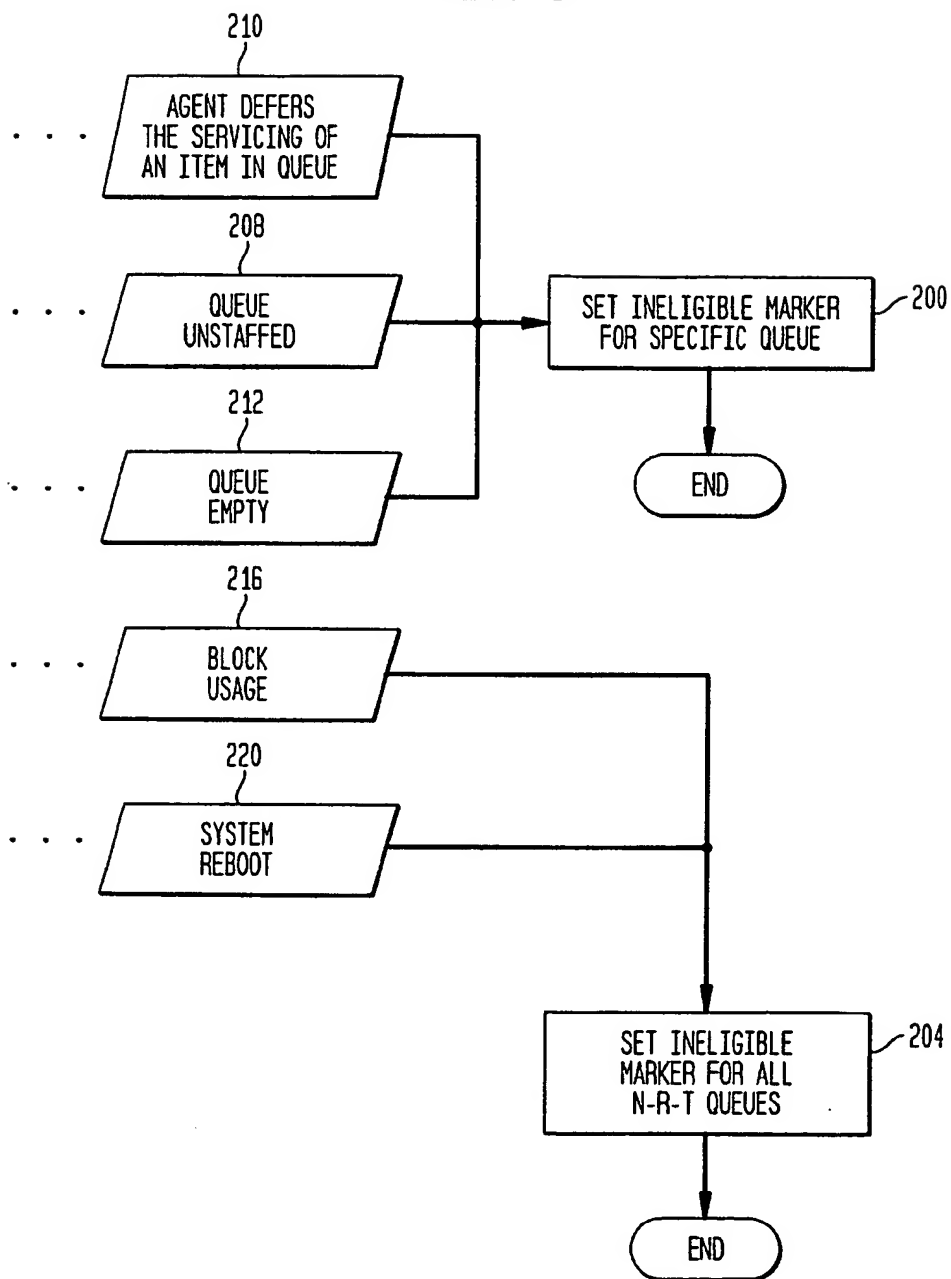 210
AGENT DEFERS
THE SERVICING OF
AN ITEM IN QUEUE
208
QUEUE
UNSTAFFED
SET INELIGIBLE MARKER
FOR SPECIFIC QUEUE
200
212
QUEUE
EMPTY
END
216
BLOCK
USAGE
220
SYSTEM
REBOOT
SET INELIGIBLE
MARKER FOR ALL
N-R-T QUEUES
204
END